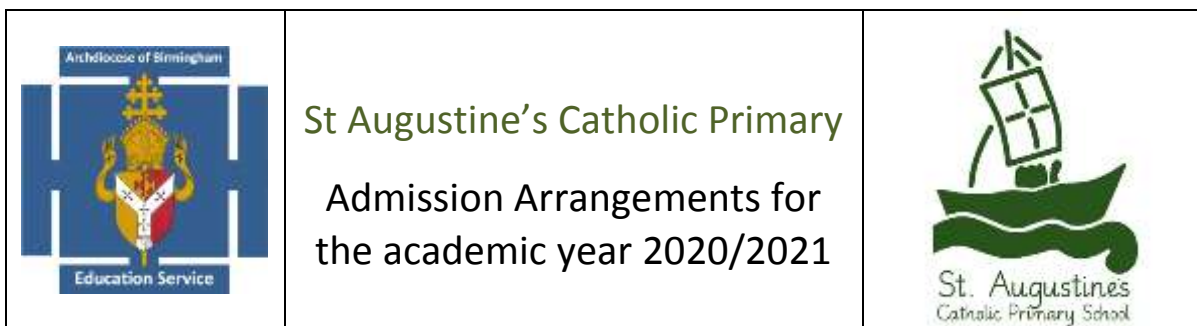 Archdiocese of Birmingham
Education Service
St Augustine’s Catholic Primary
Admission Arrangements for
the academic year 2020/2021
St. Augustines
Catholic Primary School